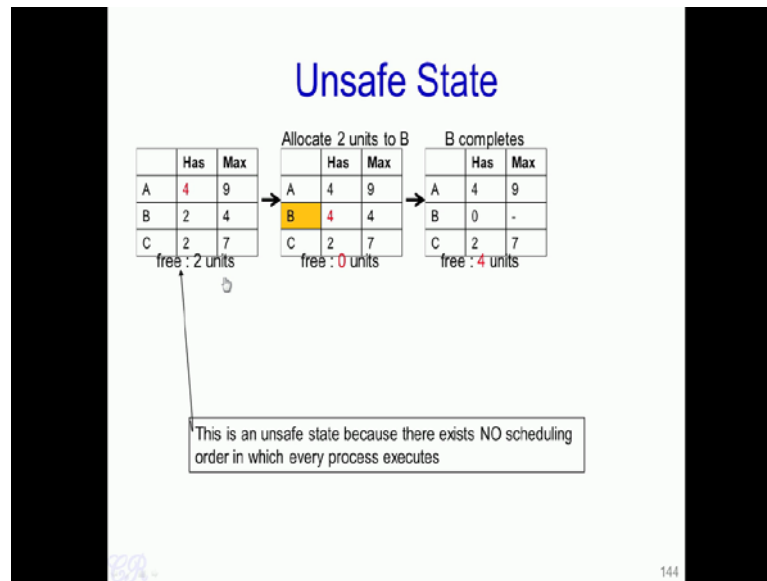 Unsafe State
Allocate 2 units to B
B completes
Has Max
A 4 9
B 2 4
C 2 7
free : 2 units
Has Max
A 4 9
B 4 4
C 2 7
free : 0 units
Has Max
A 4 9
B 0 -
C 2 7
free : 4 units
This is an unsafe state because there exists NO scheduling
order in which every process executes
144